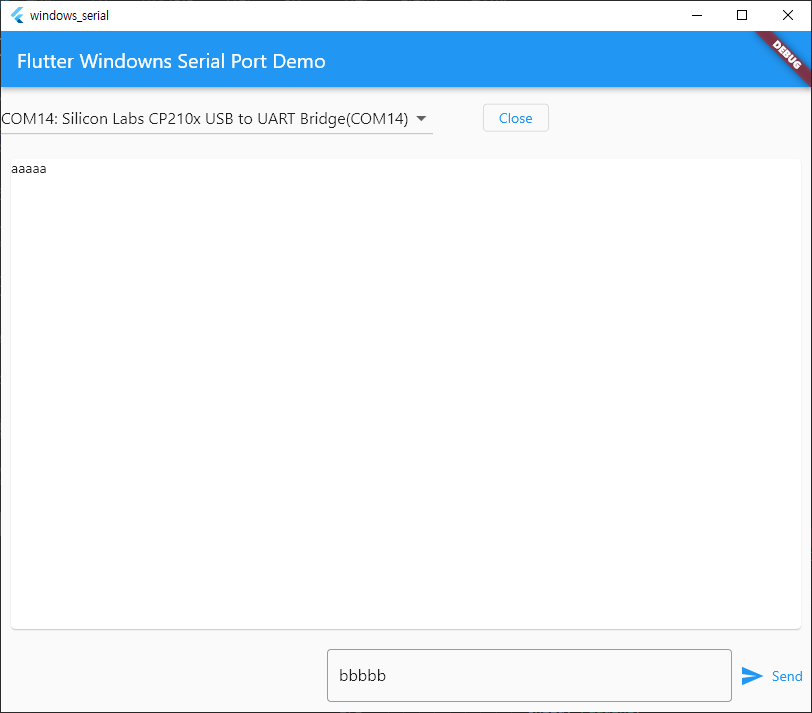 windows_serial
Flutter Windowns Serial Port Demo
DEBUG
COM14: Silicon Labs CP210x USB to UART Bridge(COM14)
Close
aaaaa
bbbbb
Send